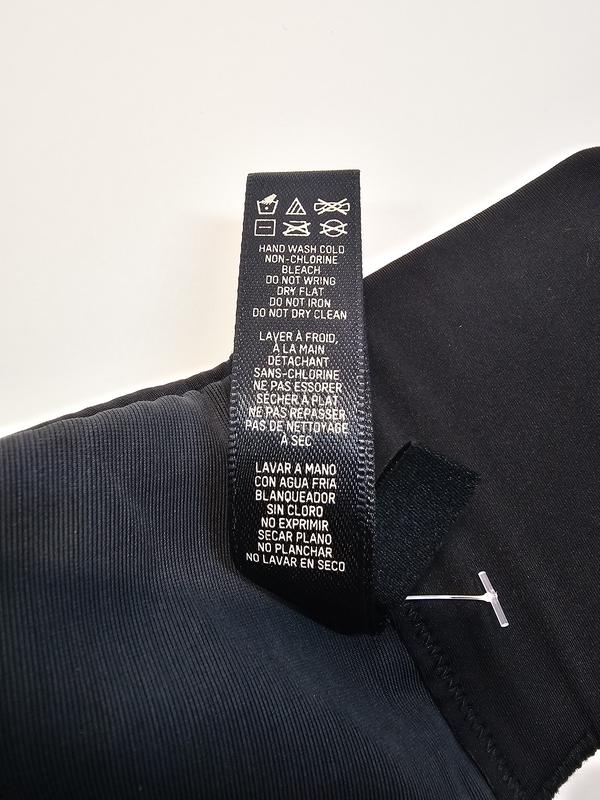 HAND WASH COLD
NON-CHLORINE
BLEACH
DO NOT WRING
DRY FLAT
DO NOT IRON
DO NOT DRY CLEAN
LAVER À FROID,
À LA MAIN
DÉTACHANT
SANS-CHLORINE
NE PAS ESSORER
SÉCHER À PLAT
NE PAS REPASSER
PAS DE NETTOYAGE
À SEC
LAVAR A MANO
CON AGUA FRIA
BLANQUEADOR
SIN CLORO
NO EXPRIMIR
SECAR PLANO
NO PLANCHAR
NO LAVAR EN SECO